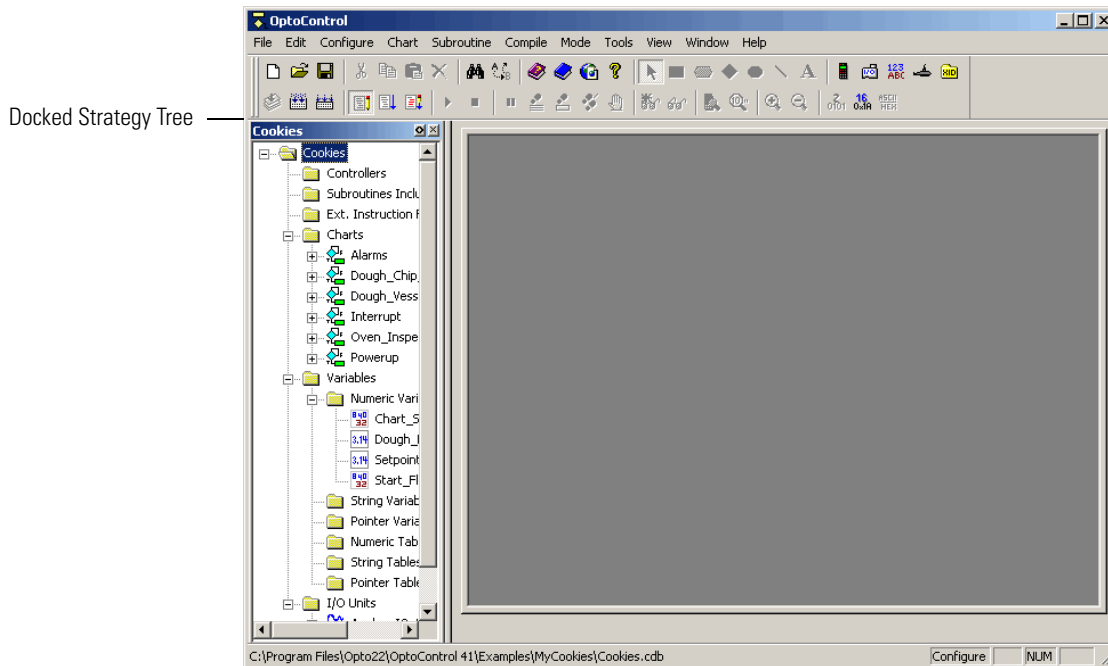 OptoControl
File Edit Configure Chart Subroutine Compile Mode Tools View Window Help
Docked Strategy Tree
Cookies
Cookies
Controllers
Subroutines Inclu
Ext. Instruction F
Charts
Alarms
Dough_Chip_
Dough_Vess
Interrupt
Oven_Inspe
Powerup
Variables
Numeric Vari
Chart_S
Dough_
Setpoint
Start_Fl
String Variab
Pointer Varia
Numeric Tab
String Tables
Pointer Table
I/O Units
C:\Program Files\Opto22\OptoControl 41\Examples\MyCookies\Cookies.cdb
Configure NUM